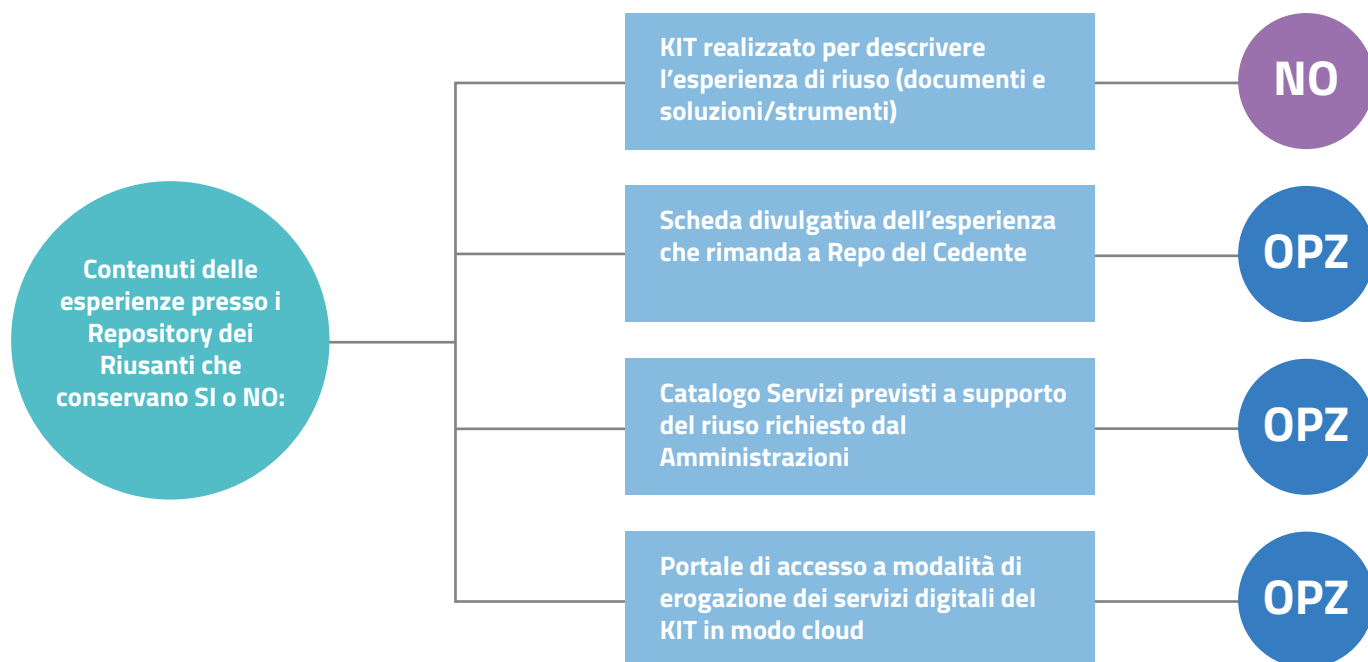 Contenuti delle
esperienze presso i
Repository dei
Riusanti che
conservano SI o NO:
KIT realizzato per descrivere
l'esperienza di riuso (documenti e
soluzioni/strumenti)
NO
Scheda divulgativa dell'esperienza
che rimanda a Repo del Cedente
OPZ
Catalogo Servizi previsti a supporto
del riuso richiesto dal
Amministrazioni
OPZ
Portale di accesso a modalità di
erogazione dei servizi digitali del
KIT in modo cloud
OPZ